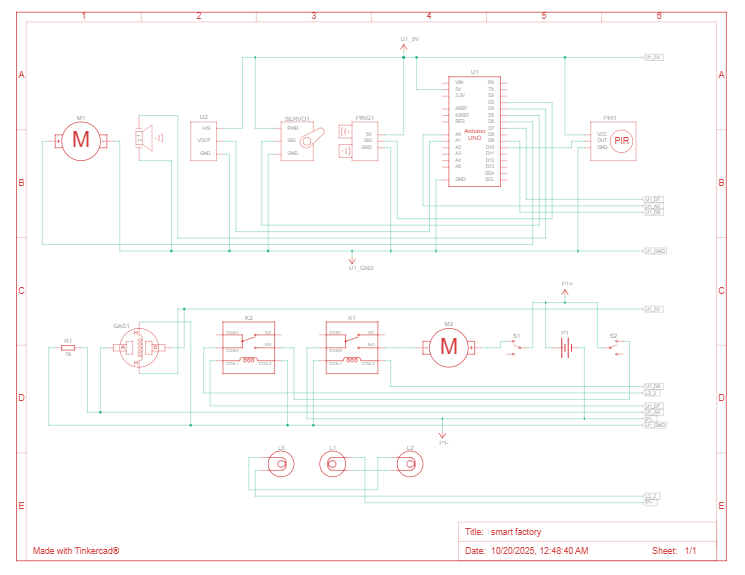 1 2 3 4 5 6
A A
B B
C C
D D
E E
U1_5V
U1_5V
M1
M
U2
+VS
VOUT
GND
SERVO1
PWR
SIG
GND
PING1
5V
SIG
GND
U1
VIN
5V
3.3V
AREF
IOREF
RES
A0
A1
A2
A3
A4
A5
GND
Arduino
UNO
RX
TX
D2
D3
D4
D5
D6
D7
D8
D9
D10
D11
D12
D13
SDA
SCL
PIR1
VCC
OUT
GND
PIR
U1_D7
U1_A0
U1_D8
U1_GND
U1_GND
P1+
U1_5V
R1
1k
GAS1
A
B
H
H
K2
COM1
COM2
COIL1
NC
NO
COIL2
K1
COM1
COM2
COIL1
NC
NO
COIL2
M2
M
S1
P1
S2
U1_D8
L3_2
U1_D7
U1_A0
P1-
U1_GND
P1-
L3
L1
L2
L3_2
P1-
Title: smart factory
Made with Tinkercad®
Date: 10/20/2025, 12:48:40 AM Sheet: 1/1